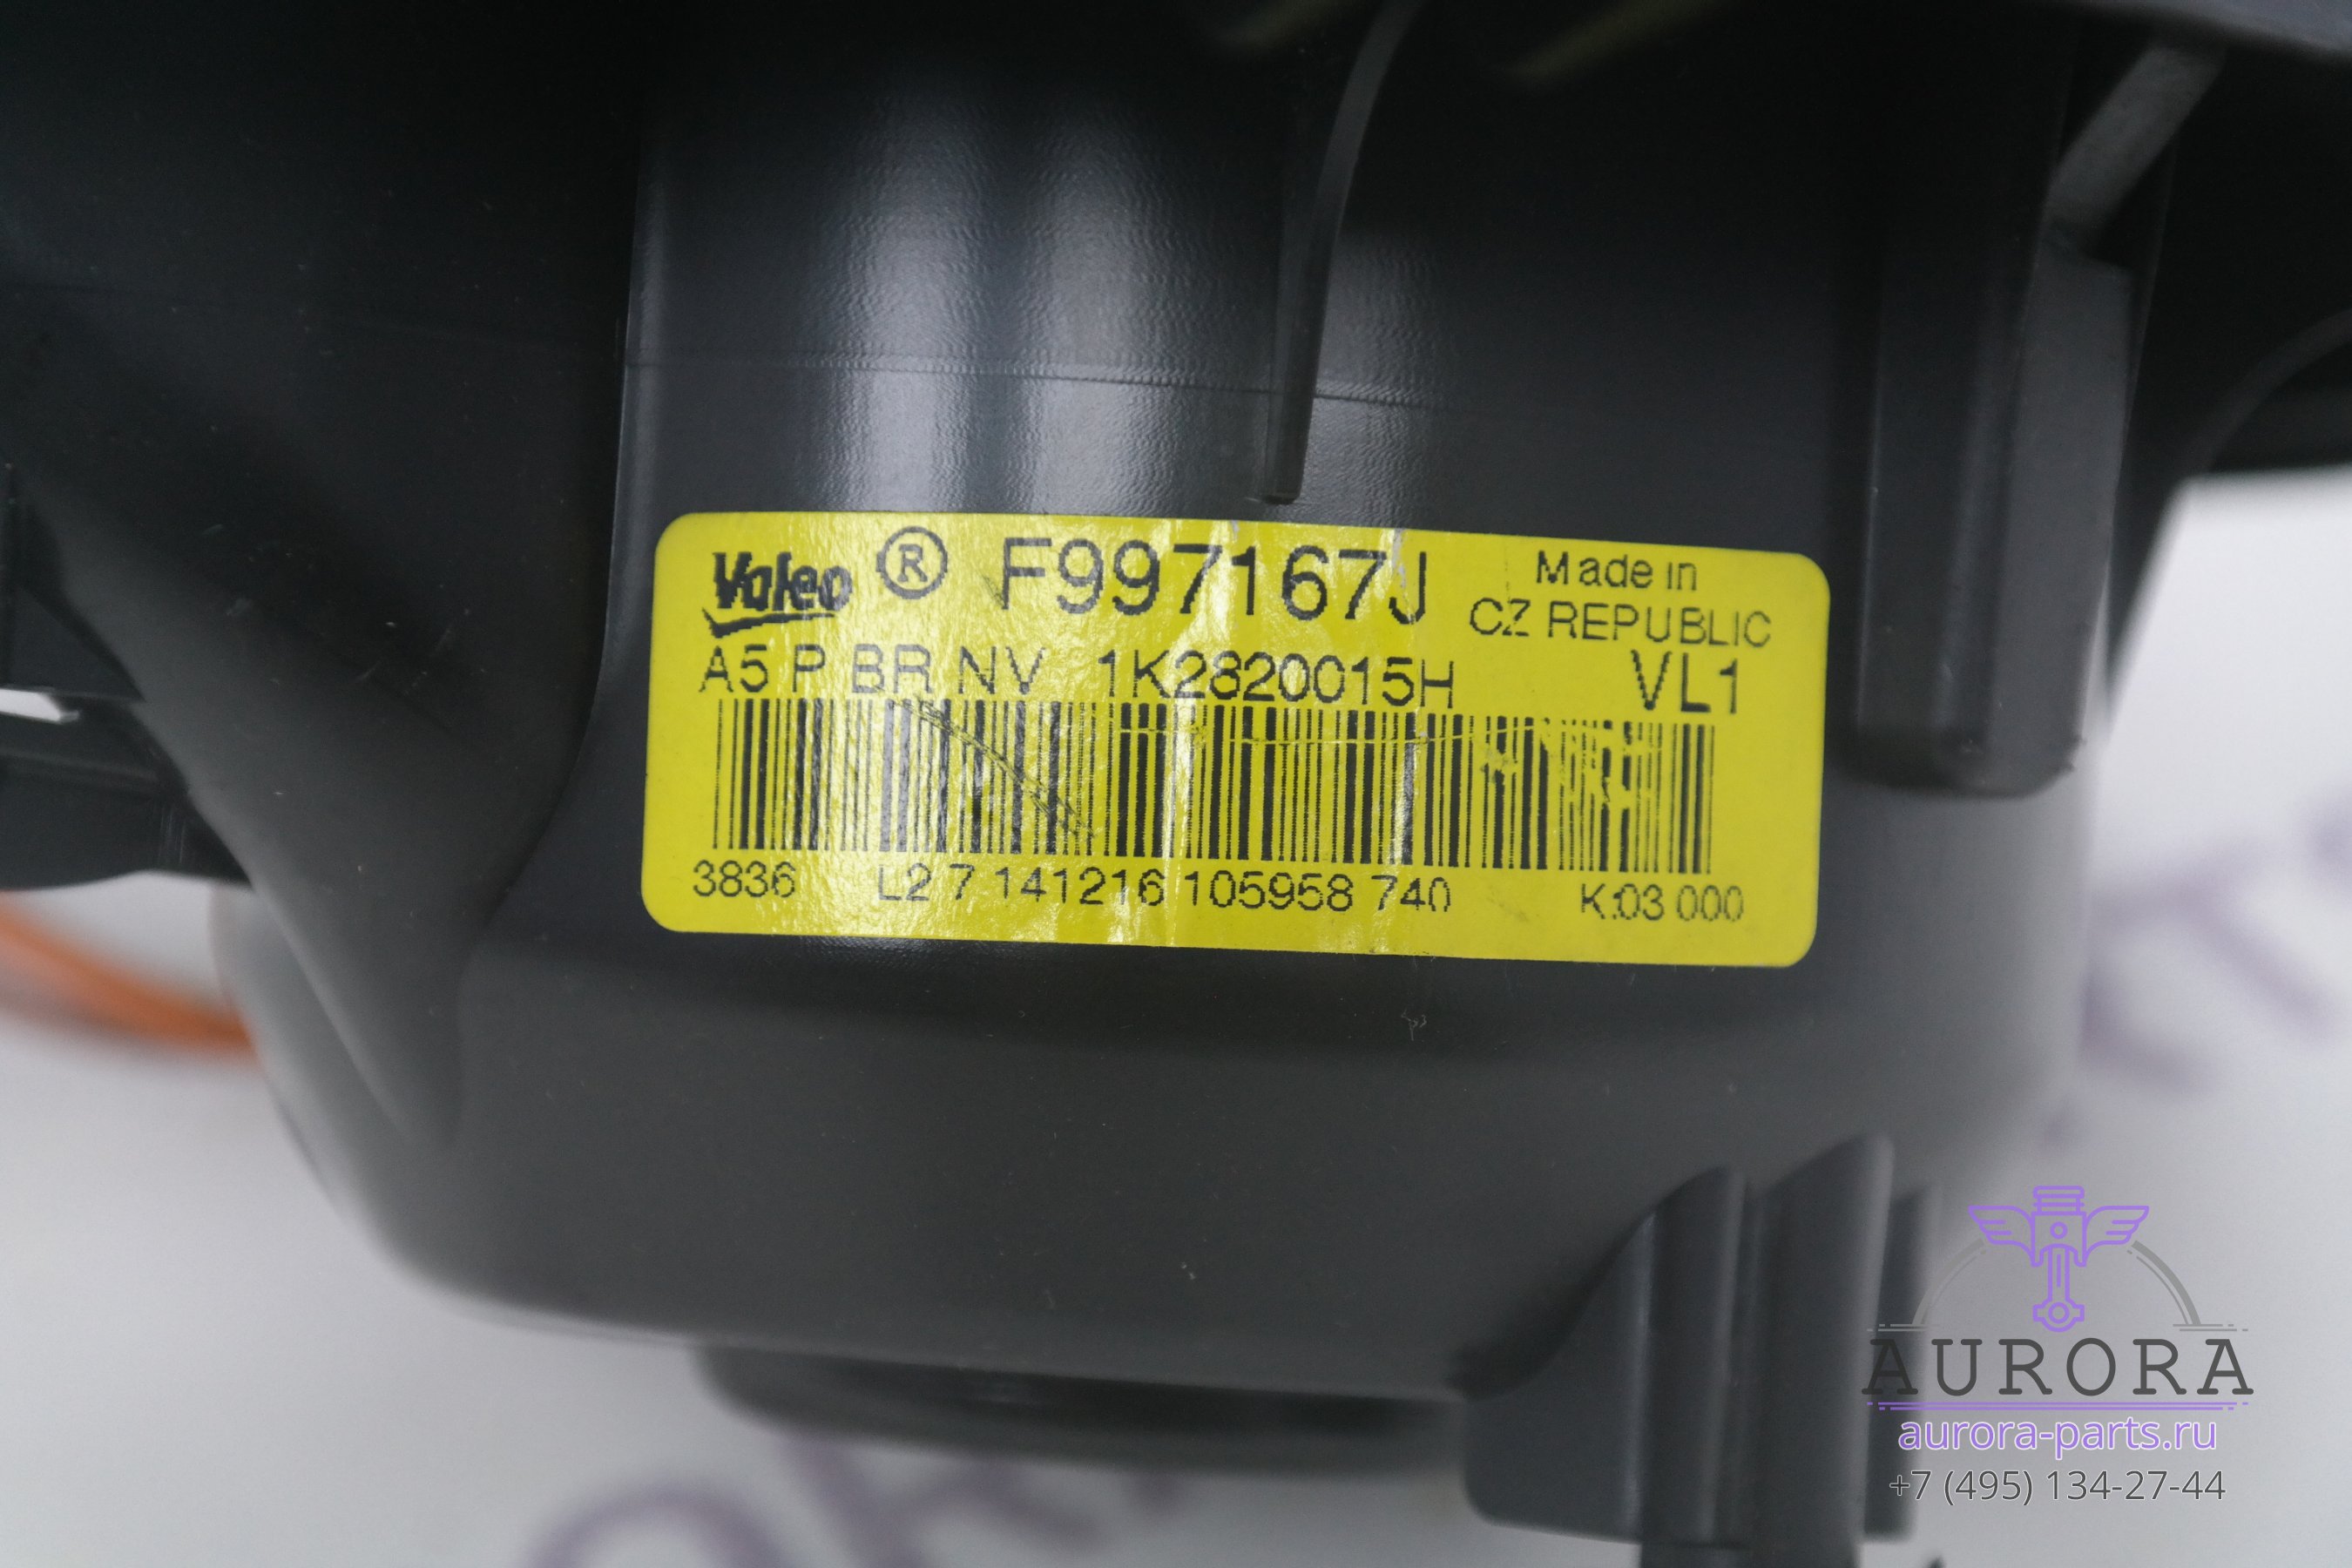 Valeo ® F997167J Made in
CZ REPUBLIC
A5 P BR NV 1K2820015H VL1
3836 L2 7 141216 105958 740 K:03 000
AURORA
aurora-parts.ru
+7 (495) 134-27-44